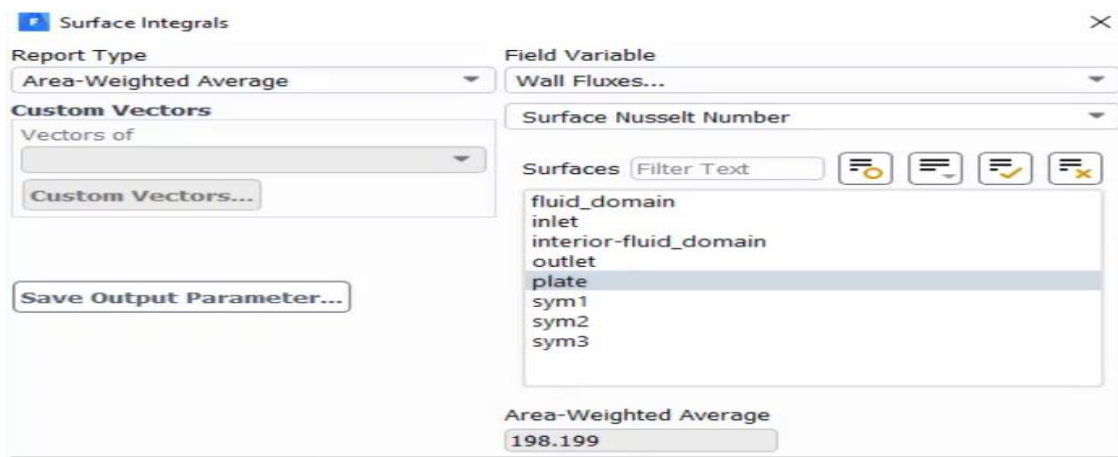 Surface Integrals
Report Type
Area-Weighted Average
Custom Vectors
Vectors of
Custom Vectors...
Save Output Parameter...
Field Variable
Wall Fluxes...
Surface Nusselt Number
Surfaces Filter Text
fluid_domain
inlet
interior-fluid_domain
outlet
plate
sym1
sym2
sym3
Area-Weighted Average
198.199